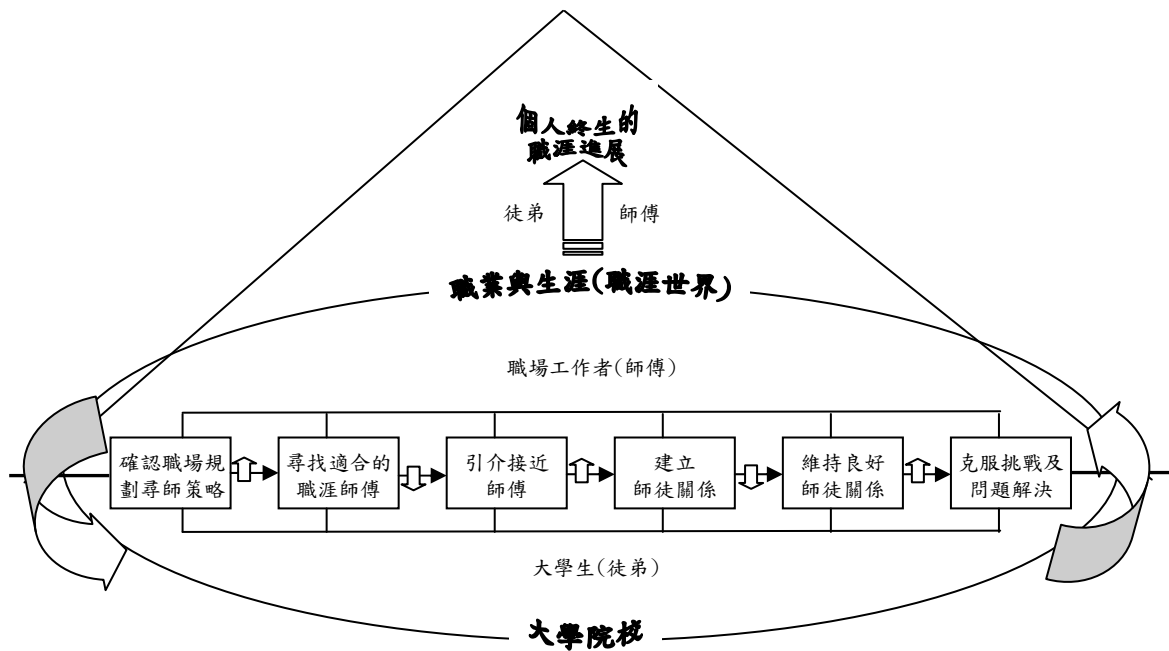 個人終生的
職涯進展
徒弟
師傅
職業與生涯(職涯世界)
職場工作者(師傅)
確認職場規
劃尋師策略
尋找適合的
職涯師傅
引介接近
師傅
建立
師徒關係
維持良好
師徒關係
克服挑戰及
問題解決
大學生(徒弟)
大學院校